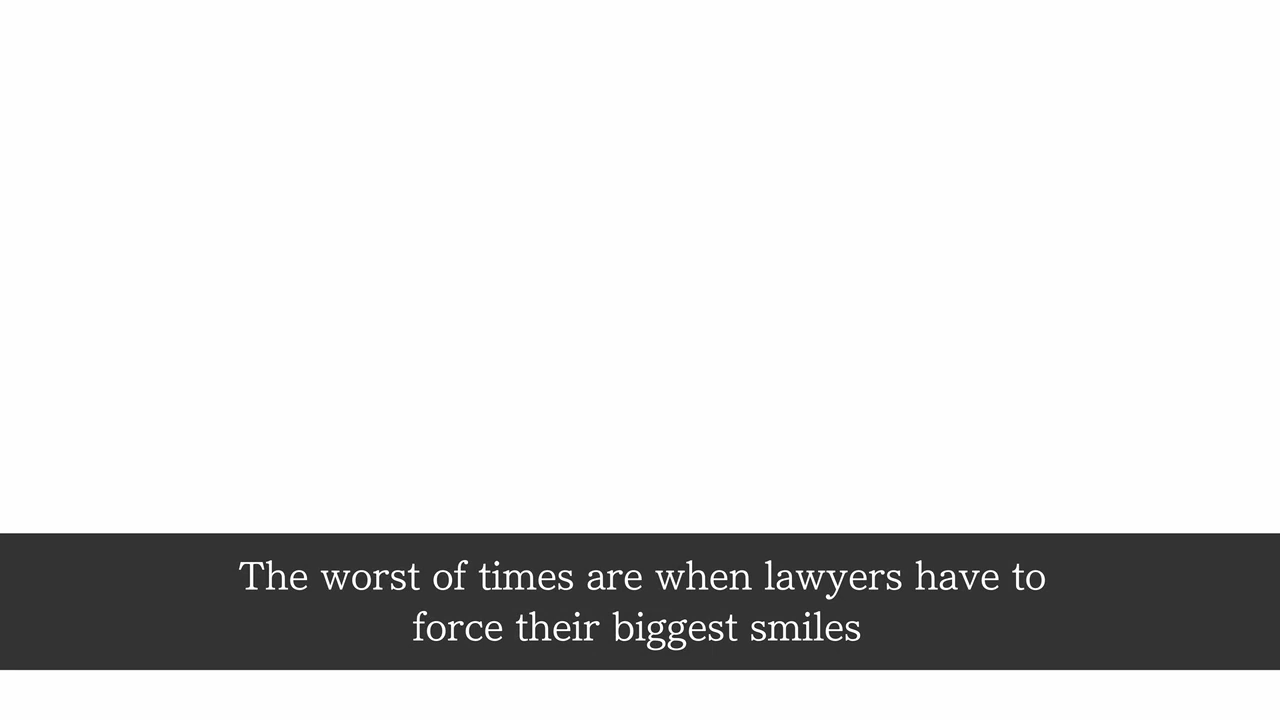 The worst of times are when lawyers have to
force their biggest smiles